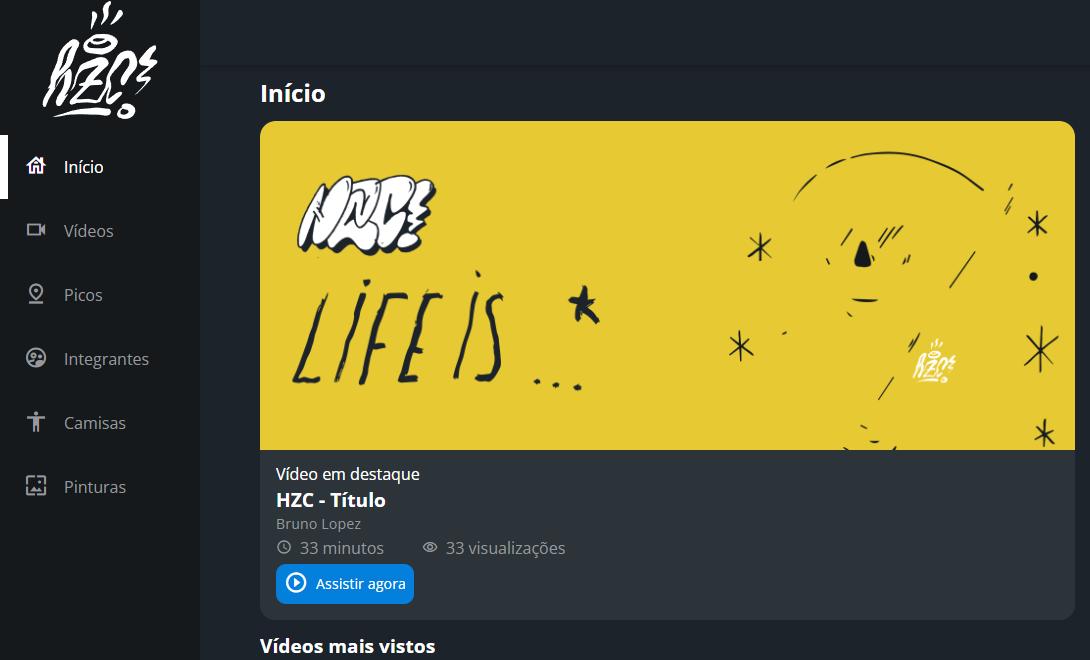 HZC!
Início
Início
Vídeos
Picos
Integrantes
Camisas
Pinturas
HZC!
LIFE iS ...
HZC!
Vídeo em destaque
HZC - Título
Bruno Lopez
33 minutos
33 visualizações
Assistir agora
Vídeos mais vistos